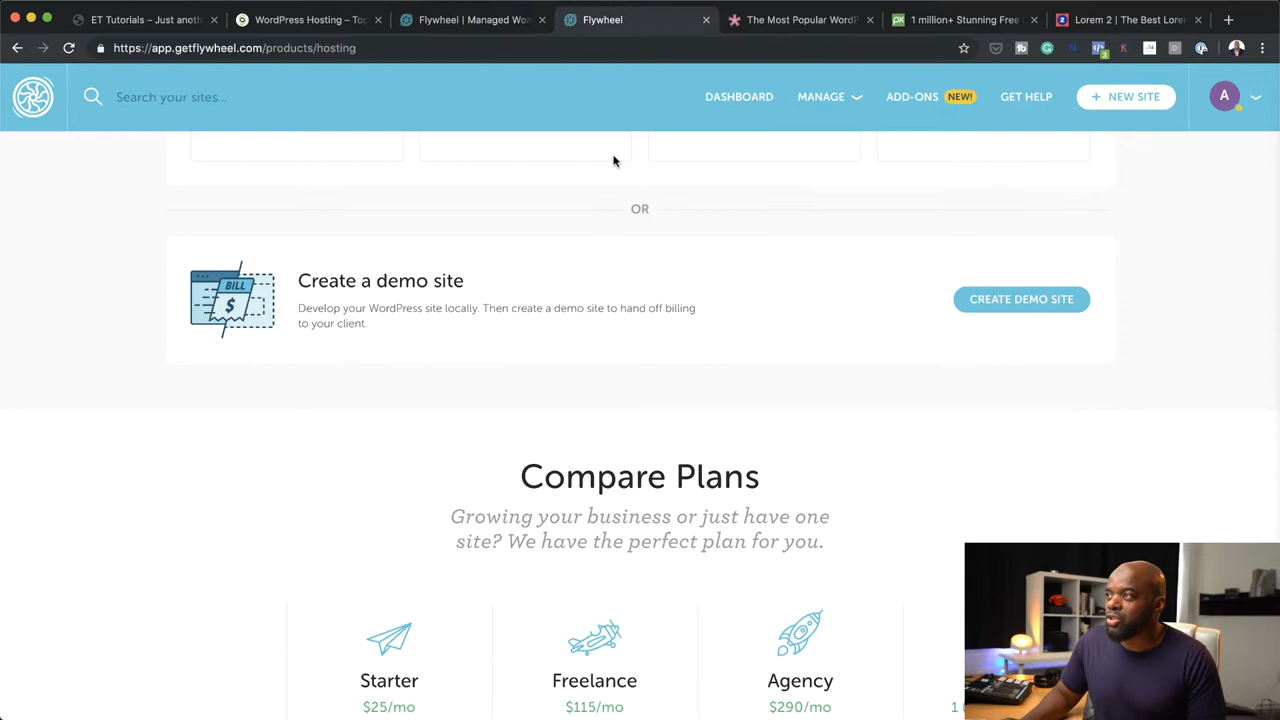 ET Tutorials – Just anoth
WordPress Hosting – To
Flywheel | Managed Wor
Flywheel
The Most Popular WordP
1 million+ Stunning Free
Lorem 2 | The Best Lorem
https://app.getflywheel.com/products/hosting
Search your sites...
DASHBOARD
MANAGE
ADD-ONS NEW!
GET HELP
+ NEW SITE
A
OR
BILL
$
Create a demo site
Develop your WordPress site locally. Then create a demo site to hand off billing
to your client.
CREATE DEMO SITE
Compare Plans
Growing your business or just have one
site? We have the perfect plan for you.
Starter
$25/mo
Freelance
$115/mo
Agency
$290/mo